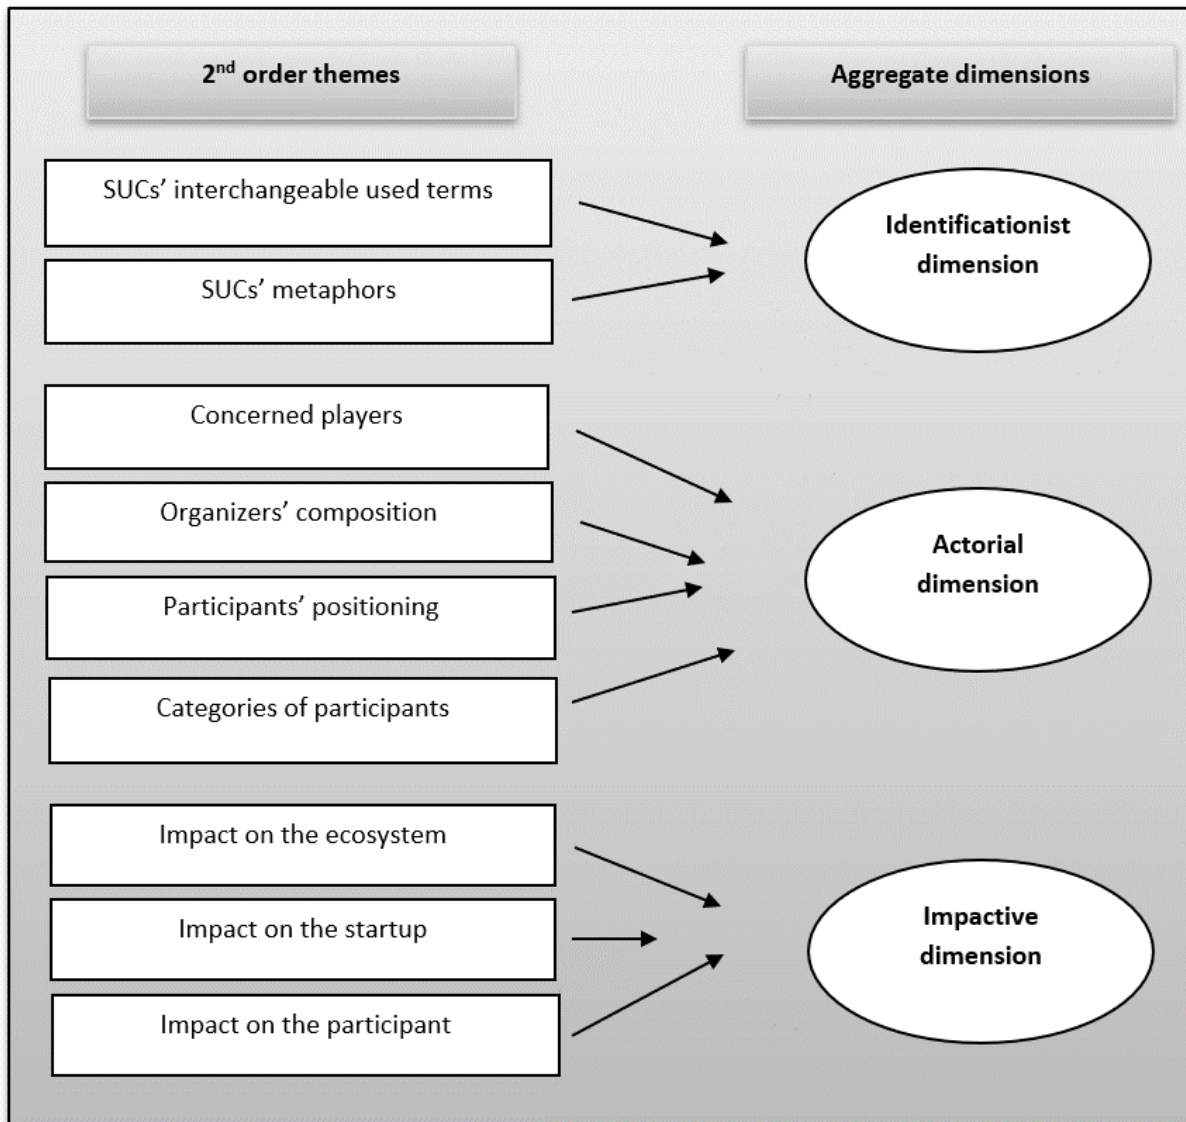 2nd order themes
Aggregate dimensions
SUCs’ interchangeable used terms
SUCs’ metaphors
Identificationist
dimension
Concerned players
Organizers’ composition
Participants’ positioning
Categories of participants
Actorial
dimension
Impact on the ecosystem
Impact on the startup
Impact on the participant
Impactive
dimension